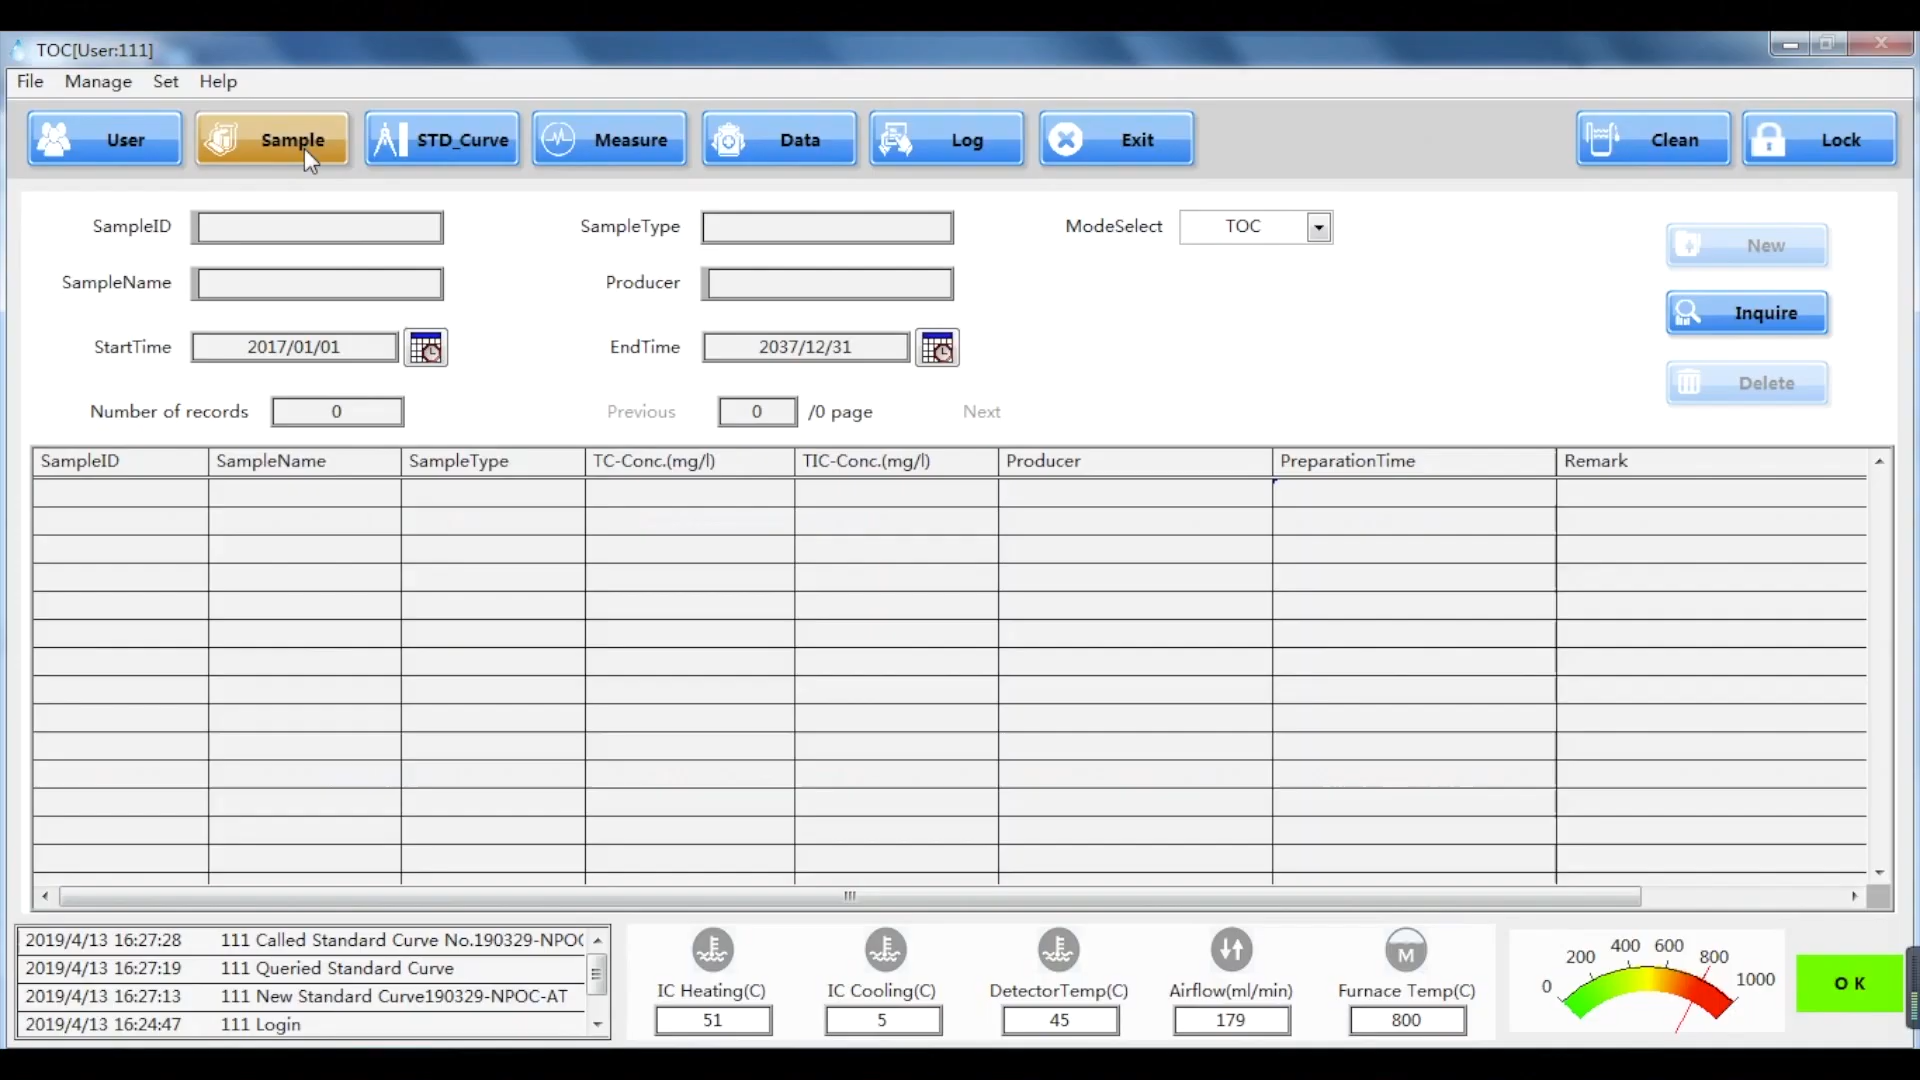 TOC[User:111]
File Manage Set Help
User Sample STD_Curve Measure Data Log Exit Clean Lock
SampleID SampleType ModeSelect TOC New
SampleName Producer Inquire
StartTime 2017/01/01 EndTime 2037/12/31 Delete
Number of records 0 Previous 0 /0 page Next
SampleID SampleName SampleType TC-Conc.(mg/l) TIC-Conc.(mg/l) Producer PreparationTime Remark
2019/4/13 16:27:28 111 Called Standard Curve No.190329-NPOC
2019/4/13 16:27:19 111 Queried Standard Curve
2019/4/13 16:27:13 111 New Standard Curve190329-NPOC-AT
2019/4/13 16:24:47 111 Login
IC Heating(C) IC Cooling(C) DetectorTemp(C) Airflow(ml/min) M Furnace Temp(C)
51 5 45 179 800
0 200 400 600 800 1000
OK